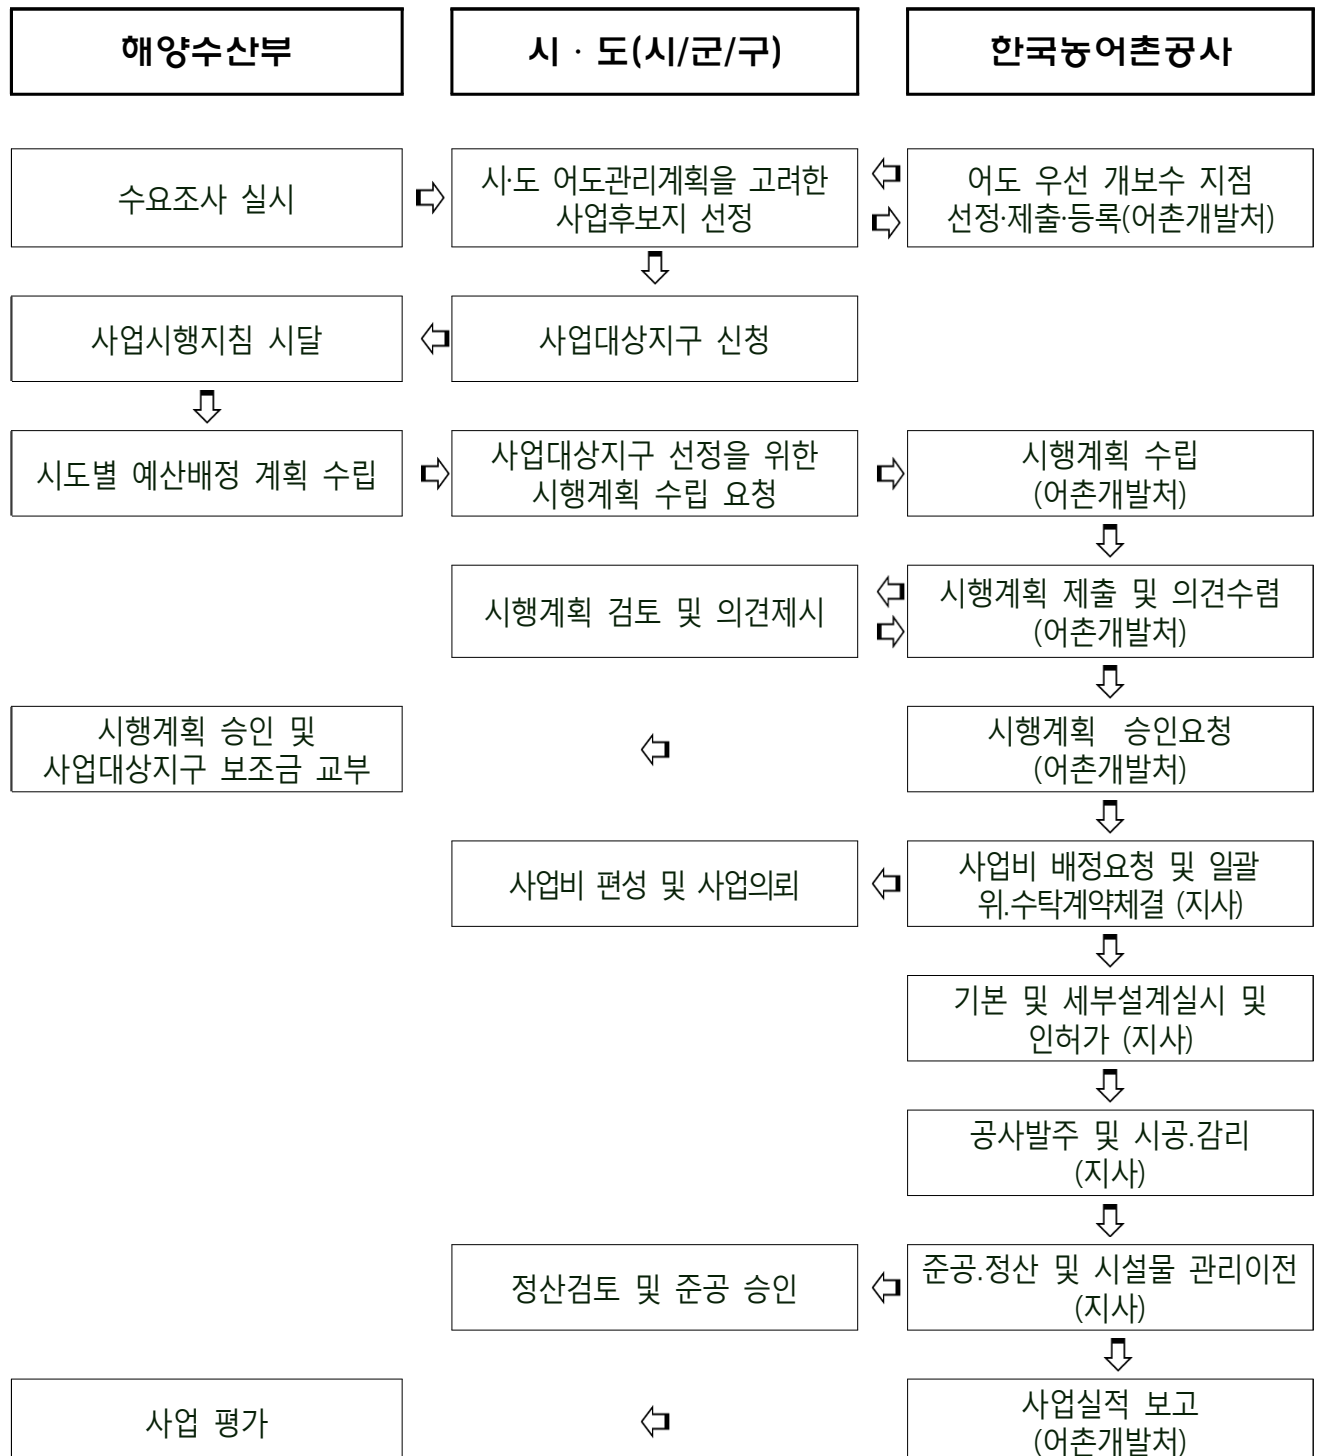 해양수산부
시 · 도(시/군/구)
한국농어촌공사
수요조사 실시
시·도 어도관리계획을 고려한
사업후보지 선정
어도 우선 개보수 지점
선정·제출·등록(어촌개발처)
사업시행지침 시달
사업대상지구 신청
시도별 예산배정 계획 수립
사업대상지구 선정을 위한
시행계획 수립 요청
시행계획 수립
(어촌개발처)
시행계획 검토 및 의견제시
시행계획 제출 및 의견수렴
(어촌개발처)
시행계획 승인 및
사업대상지구 보조금 교부
시행계획 승인요청
(어촌개발처)
사업비 편성 및 사업의뢰
사업비 배정요청 및 일괄
위.수탁계약체결 (지사)
기본 및 세부설계실시 및
인허가 (지사)
공사발주 및 시공.감리
(지사)
정산검토 및 준공 승인
준공.정산 및 시설물 관리이전
(지사)
사업 평가
사업실적 보고
(어촌개발처)